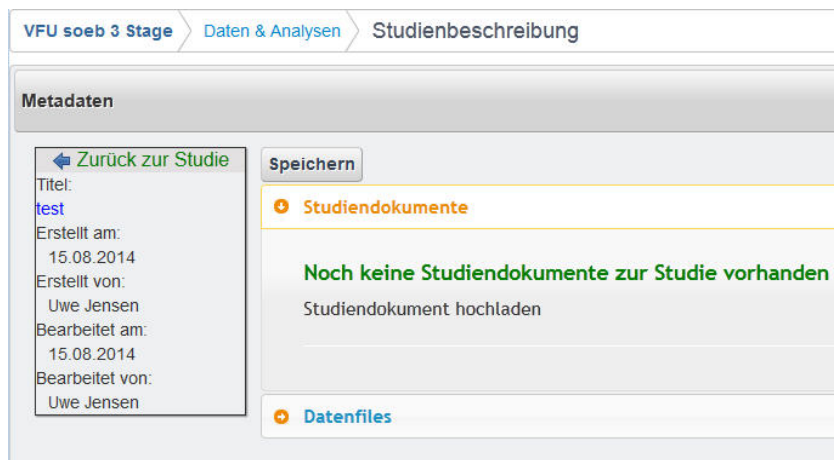 VFU soeb 3 Stage Daten & Analysen Studienbeschreibung
Metadaten
Zurück zur Studie
Titel:
test
Erstellt am:
15.08.2014
Erstellt von:
Uwe Jensen
Bearbeitet am:
15.08.2014
Bearbeitet von:
Uwe Jensen
Speichern
Studiendokumente
Noch keine Studiendokumente zur Studie vorhanden
Studiendokument hochladen
Datenfiles